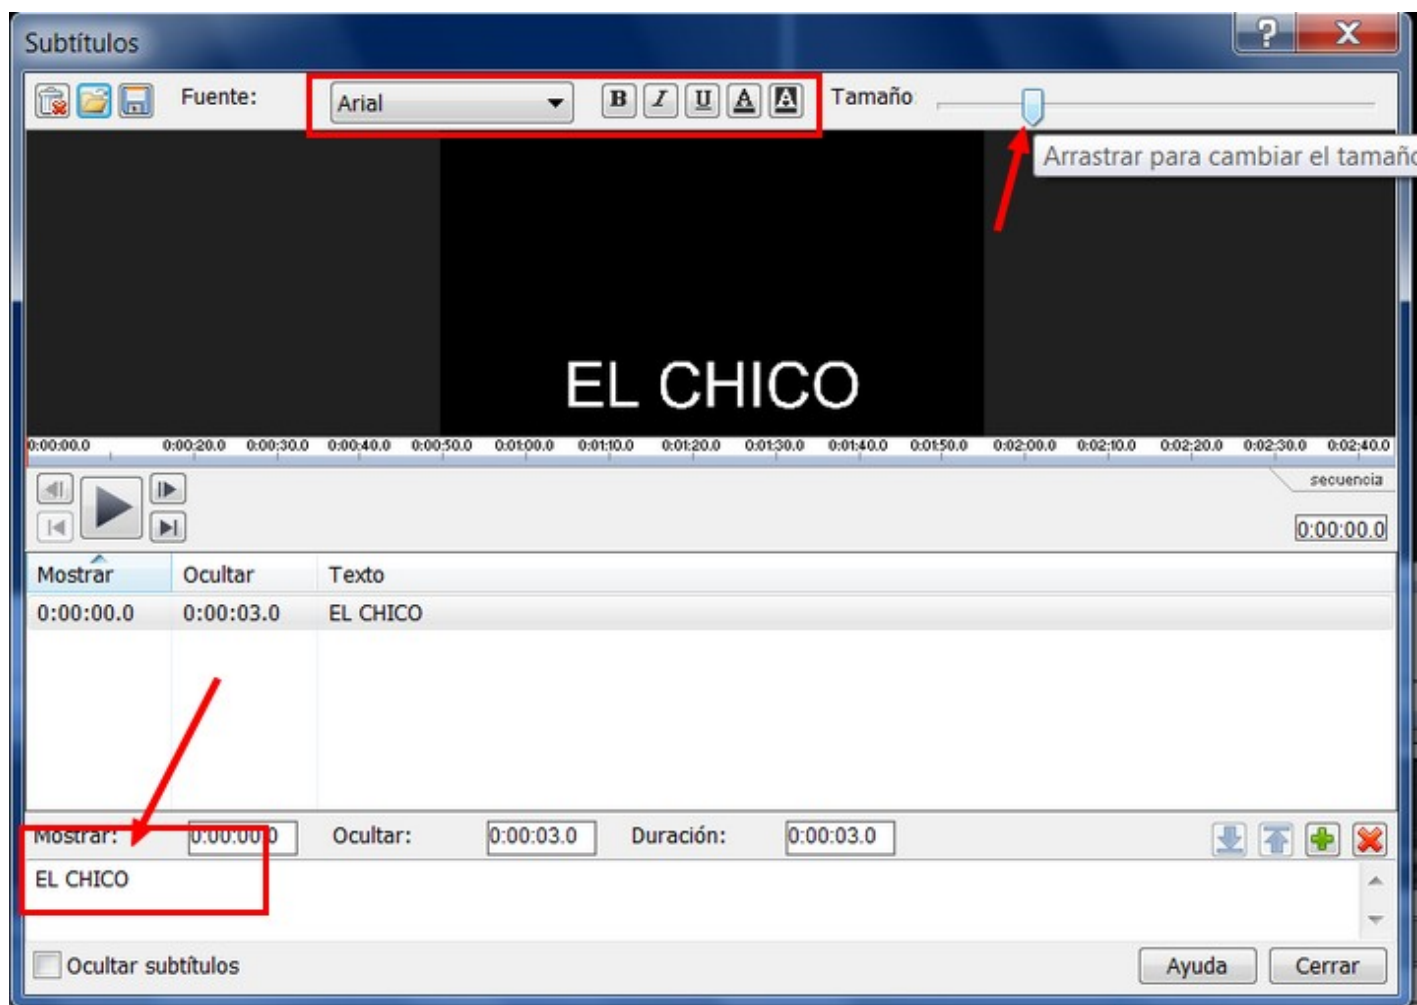 Subtítulos
Fuente: Arial B I U A A Tamaño
Arrastrar para cambiar el tamaño
EL CHICO
0:00:00.0 0:00:20.0 0:00:30.0 0:00:40.0 0:00:50.0 0:01:00.0 0:01:10.0 0:01:20.0 0:01:30.0 0:01:40.0 0:01:50.0 0:02:00.0 0:02:10.0 0:02:20.0 0:02:30.0 0:02:40.0
secuencia
0:00:00.0
Mostrar Ocultar Texto
0:00:00.0 0:00:03.0 EL CHICO
Mostrar: 0:00:00.0 Ocultar: 0:00:03.0 Duración: 0:00:03.0
EL CHICO
Ocultar subtítulos Ayuda Cerrar